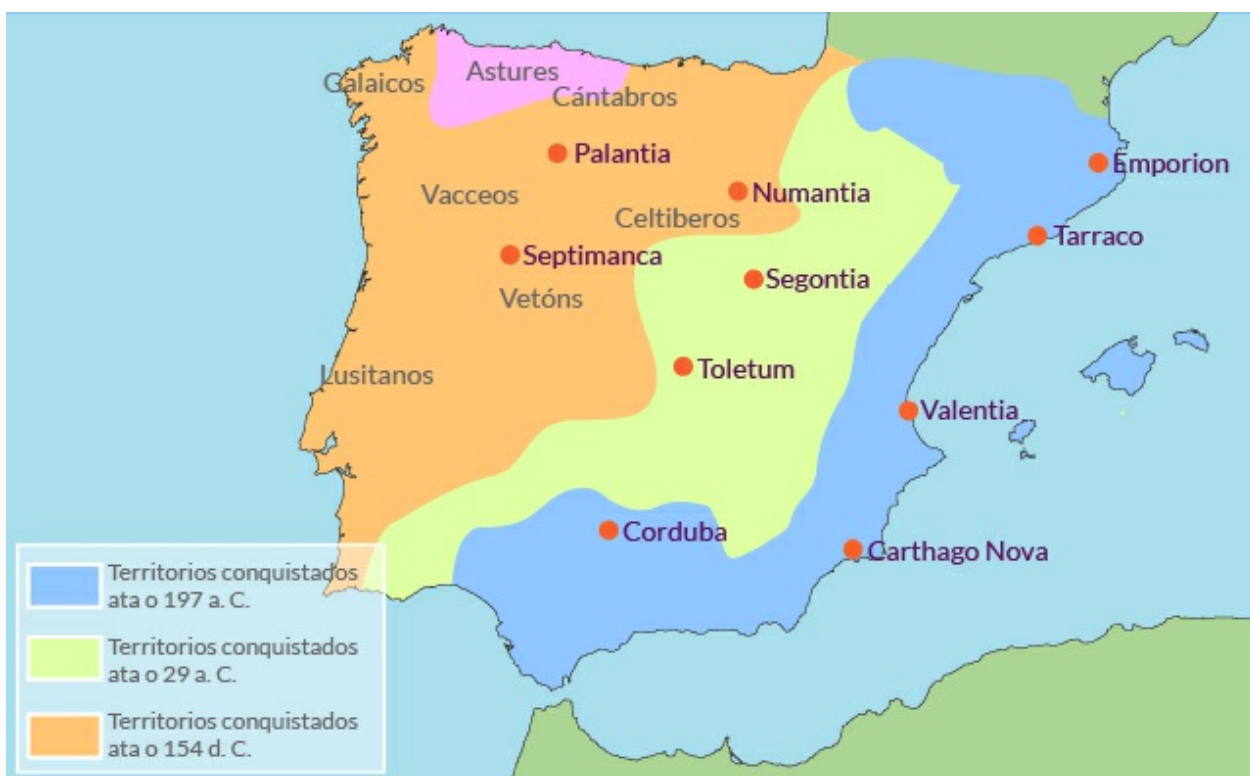 Astures
Galaicos
Cántabros
Palantia
Emporion
Vacceos
Numantia
Celtiberos
Tarraco
Septimanca
Segontia
Vetóns
Toletum
Lusitanos
Valentia
Corduba
Carthago Nova
Territorios conquistados
ata o 197 a. C.
Territorios conquistados
ata o 29 a. C.
Territorios conquistados
ata o 154 d. C.